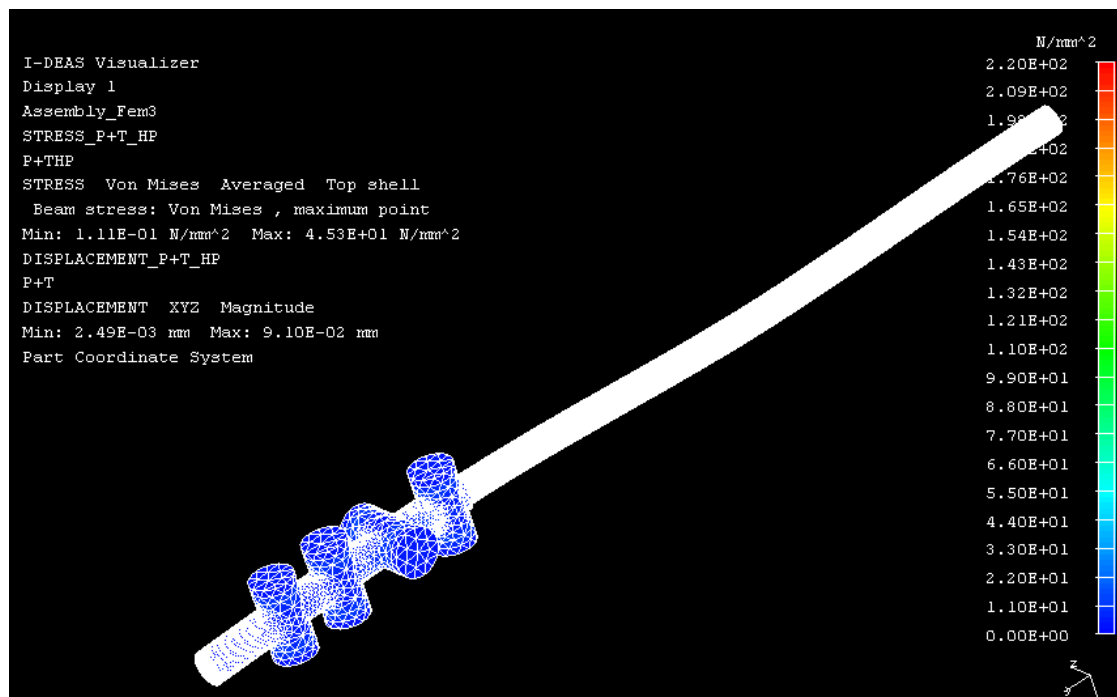 I-DEAS Visualizer
Display 1
Assembly_Fem3
STRESS_P+T_HP
P+THP
STRESS Von Mises Averaged Top shell
Beam stress: Von Mises , maximum point
Min: 1.11E-01 N/mm^2 Max: 4.53E+01 N/mm^2
DISPLACEMENT_P+T_HP
P+T
DISPLACEMENT XYZ Magnitude
Min: 2.49E-03 mm Max: 9.10E-02 mm
Part Coordinate System
N/mm^2
2.20E+02
2.09E+02
1.76E+02
1.65E+02
1.54E+02
1.43E+02
1.32E+02
1.21E+02
1.10E+02
9.90E+01
8.80E+01
7.70E+01
6.60E+01
5.50E+01
4.40E+01
3.30E+01
2.20E+01
1.10E+01
0.00E+00
Z
Y